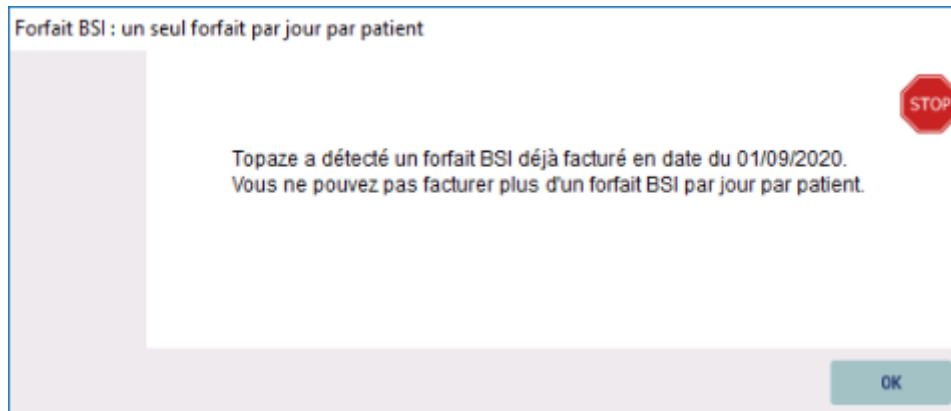 Forfait BSI : un seul forfait par jour par patient
STOP
Topaze a détecté un forfait BSI déjà facturé en date du 01/09/2020.
Vous ne pouvez pas facturer plus d'un forfait BSI par jour par patient.
OK